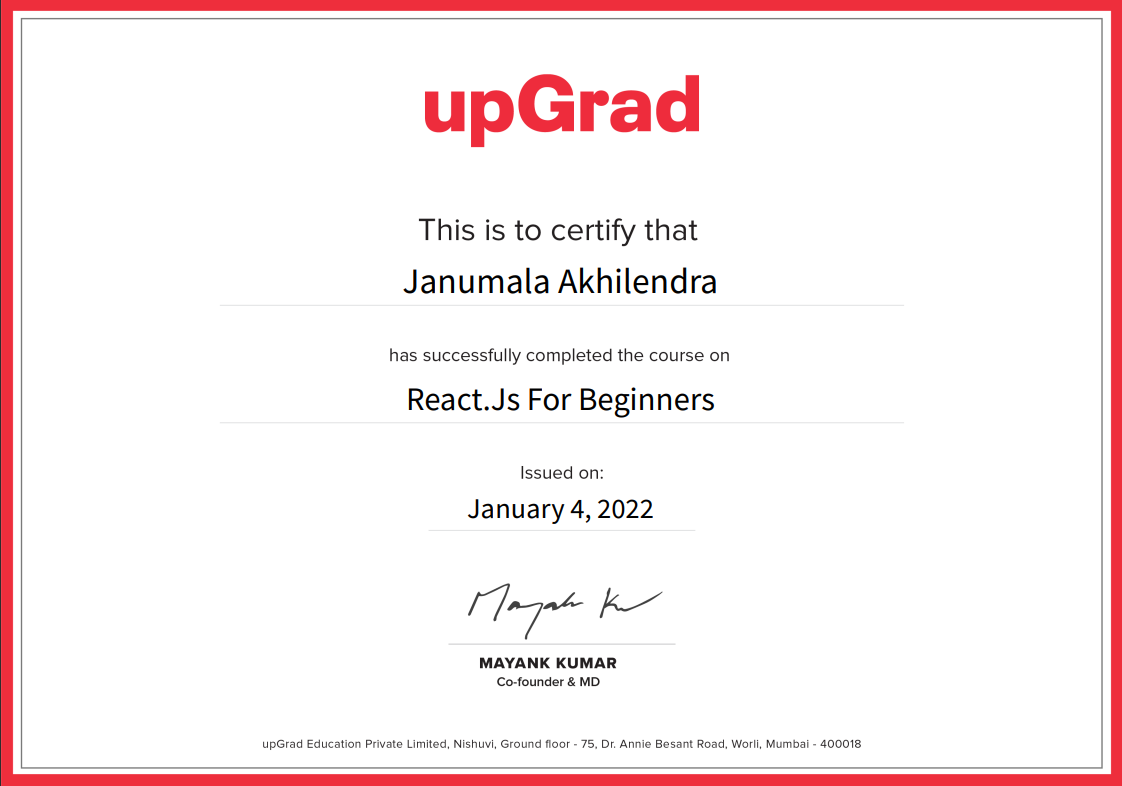 upGrad
This is to certify that
Janumala Akhilendra
has successfully completed the course on
React.Js For Beginners
Issued on:
January 4, 2022
Mayank Ku
MAYANK KUMAR
Co-founder & MD
upGrad Education Private Limited, Nishuvi, Ground floor - 75, Dr. Annie Besant Road, Worli, Mumbai - 400018